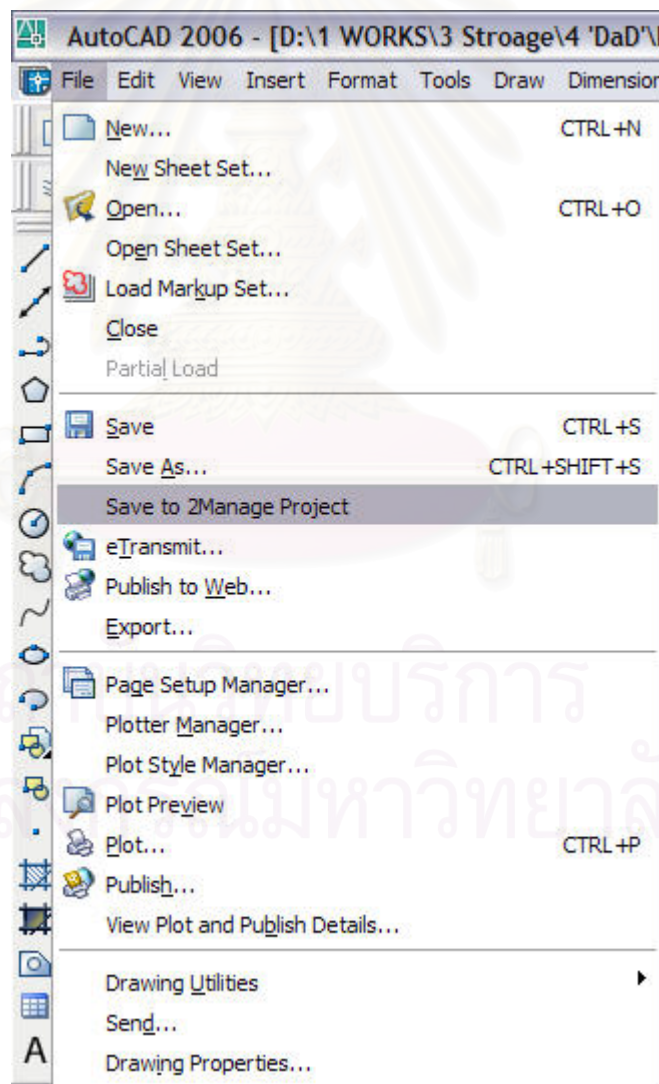 AutoCAD 2006 - [D:\1 WORKS\3 Stroage\4 'DaD'\
File Edit View Insert Format Tools Draw Dimension
New... CTRL+N
New Sheet Set...
Open... CTRL+O
Open Sheet Set...
Load Markup Set...
Close
Partial Load
Save CTRL+S
Save As... CTRL+SHIFT+S
Save to 2Manage Project
eTransmit...
Publish to Web...
Export...
Page Setup Manager...
Plotter Manager...
Plot Style Manager...
Plot Preview
Plot... CTRL+P
Publish...
View Plot and Publish Details...
Drawing Utilities
Send...
A
Drawing Properties...